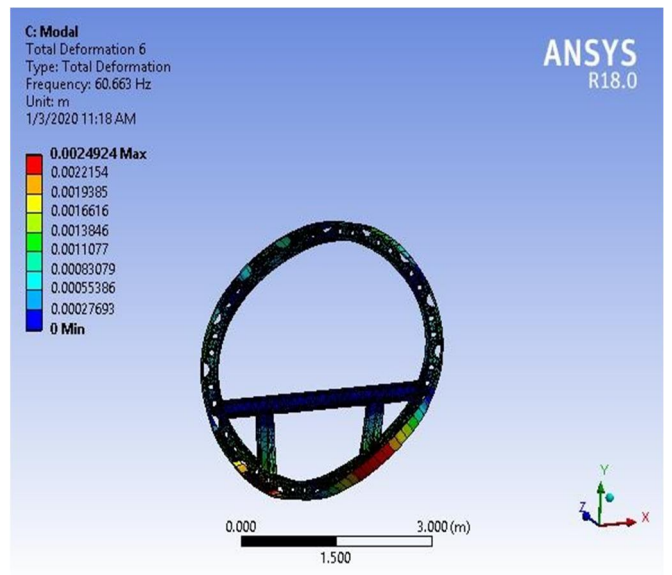 C: Modal
Total Deformation 6
Type: Total Deformation
Frequency: 60.663 Hz
Unit: m
1/3/2020 11:18 AM
ANSYS
R18.0
0.0024924 Max
0.0022154
0.0019385
0.0016616
0.0013846
0.0011077
0.00083079
0.00055386
0.00027693
0 Min
0.000
3.000 (m)
1.500
Y
Z
X